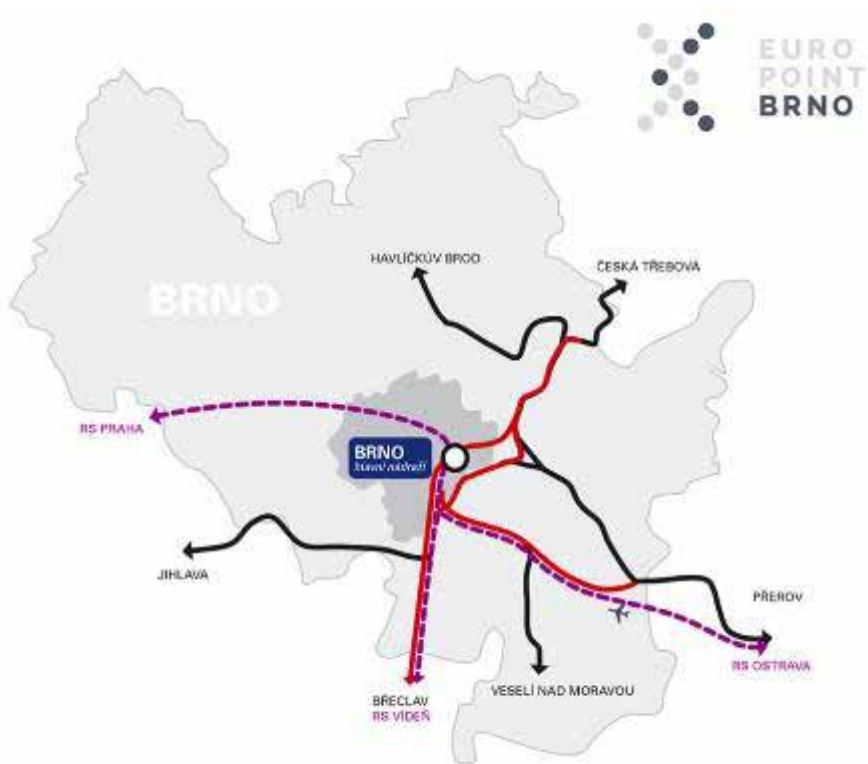 EURO
POINT
BRNO
HAVLÍČKŮV BROD
ČESKÁ TŘEBOVÁ
BRNO
RS PRAHA
BRNO
hlavní nádraží
JIHLAVA
PŘEROV
RS OSTRAVA
VESELÍ NAD MORAVOU
BŘECLAV
RS VÍDEŇ